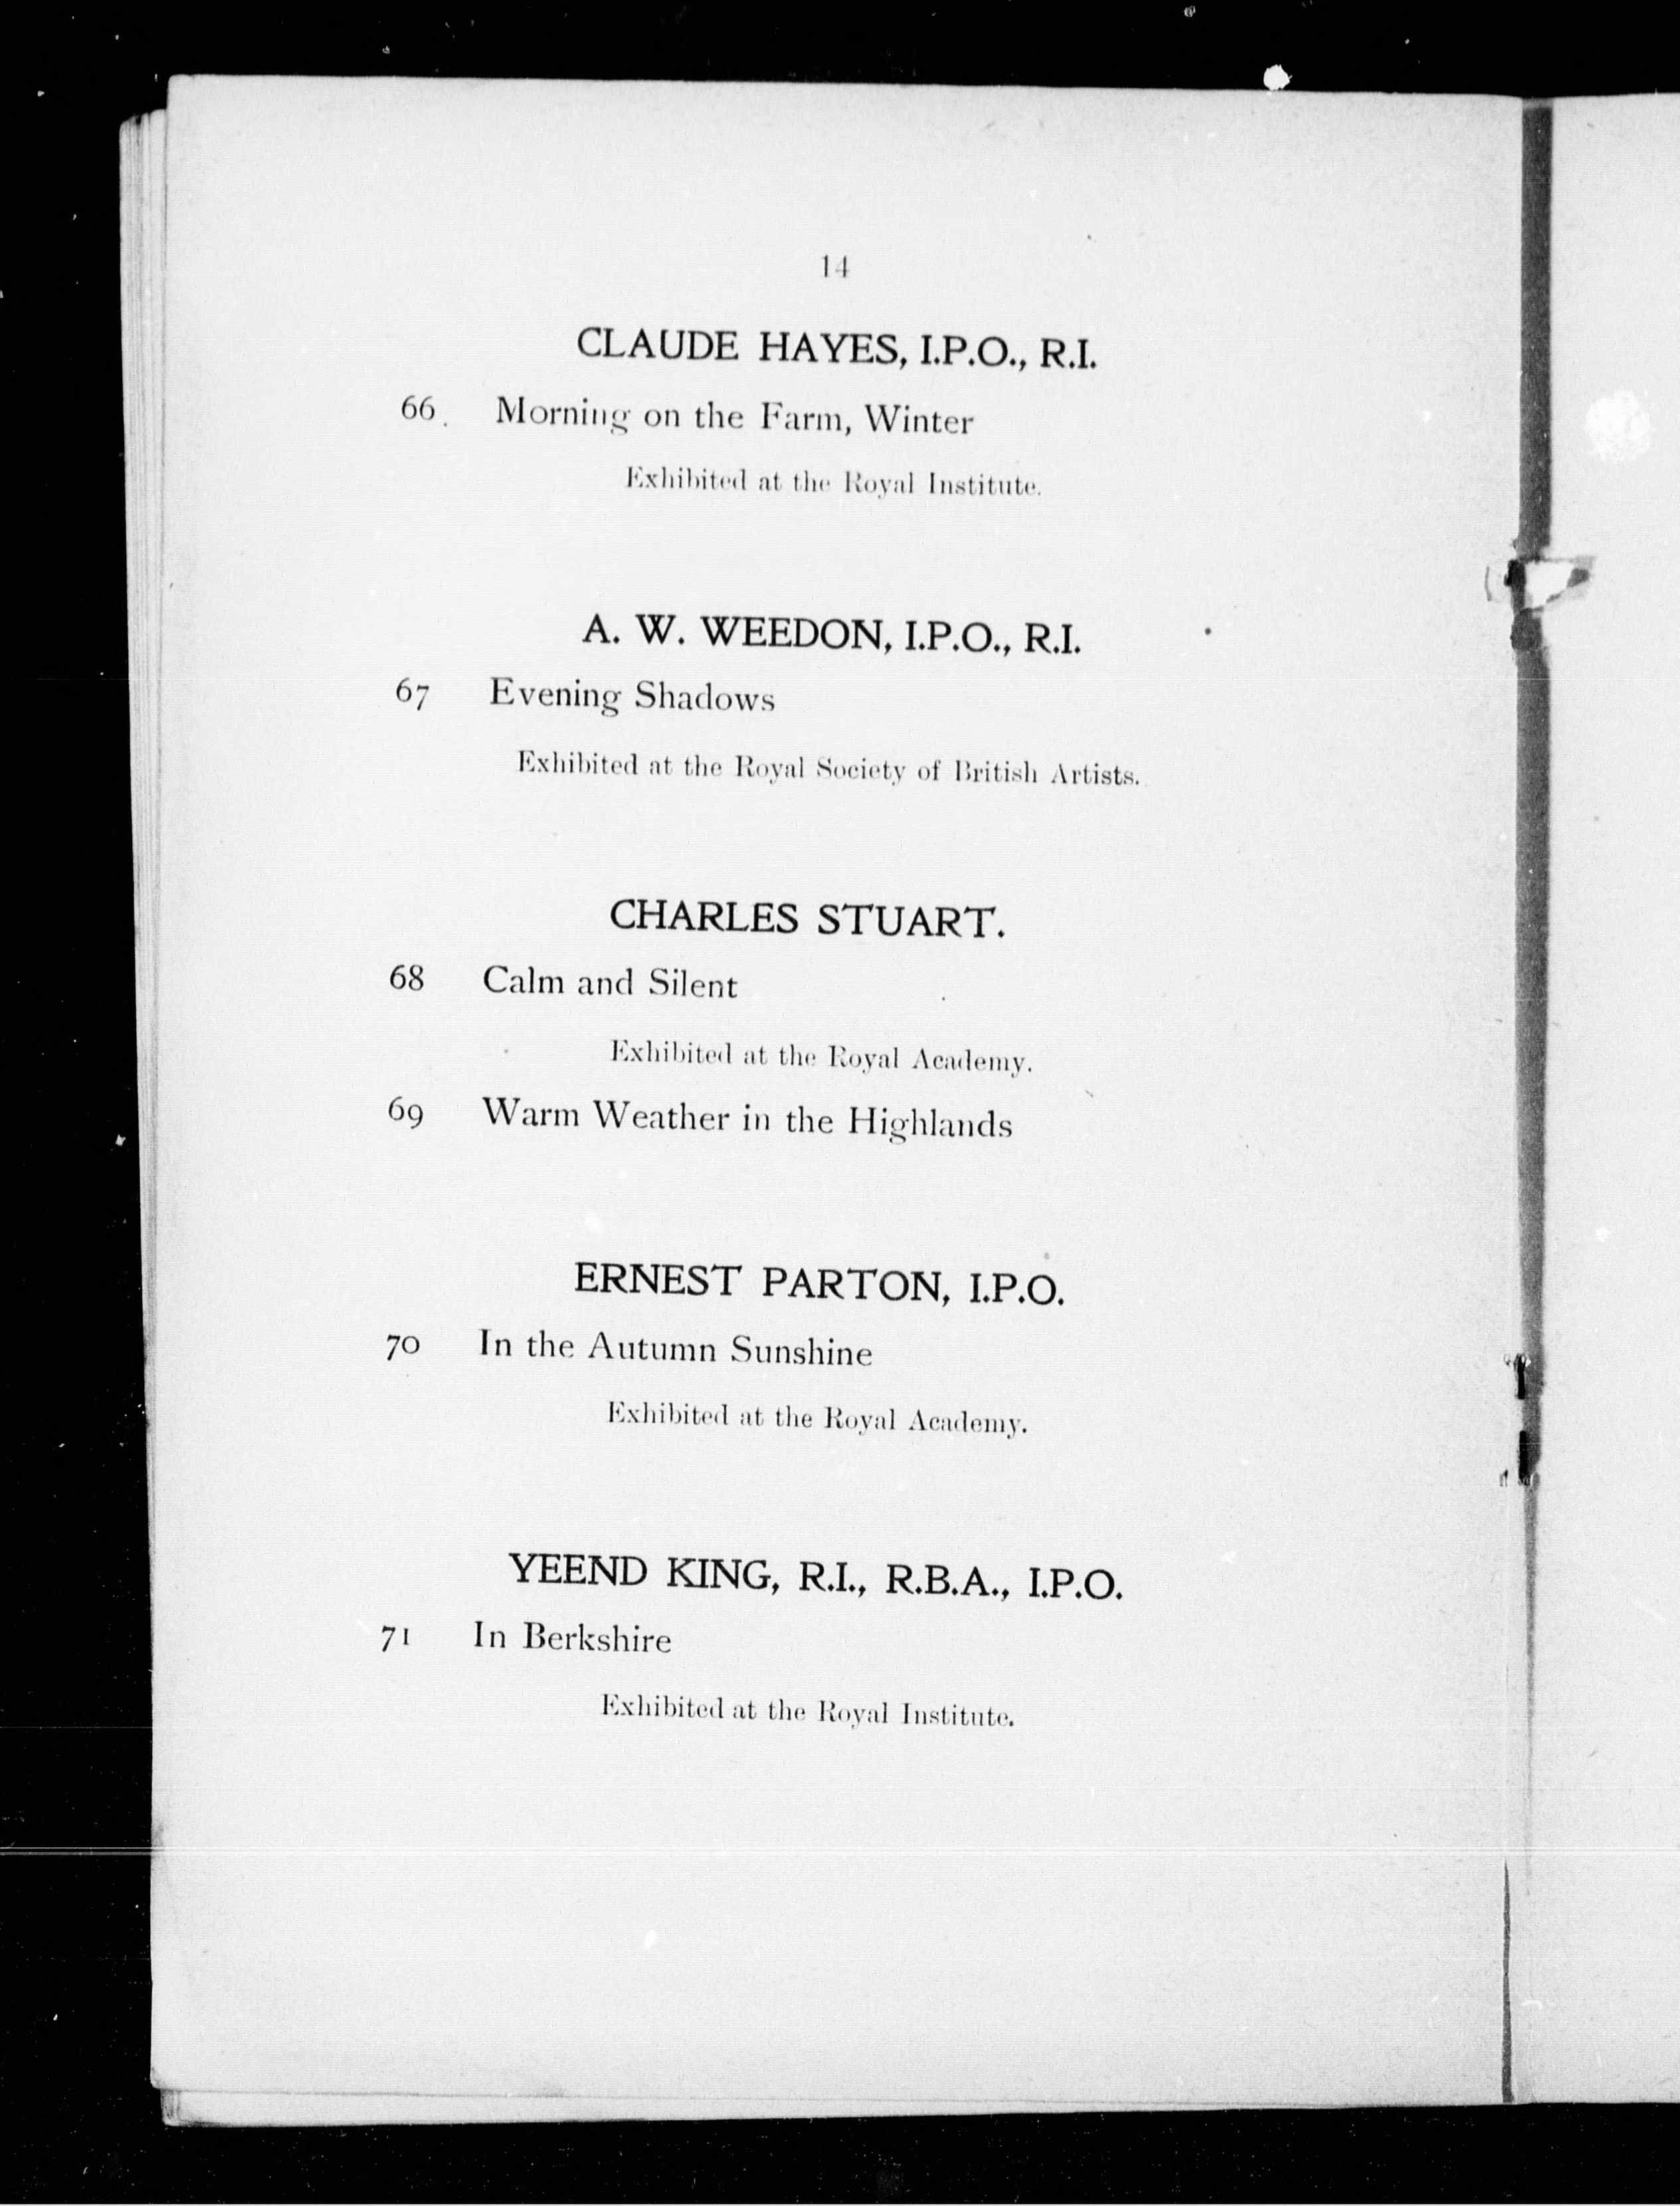 14
CLAUDE HAYES, I.P.O., R.I.
66. Morning on the Farm, Winter
Exhibited at the Royal Institute.
A. W. WEEDON, I.P.O., R.I.
67 Evening Shadows
Exhibited at the Royal Society of British Artists.
CHARLES STUART.
68 Calm and Silent
Exhibited at the Royal Academy.
69 Warm Weather in the Highlands
ERNEST PARTON, I.P.O.
70 In the Autumn Sunshine
Exhibited at the Royal Academy.
YEEND KING, R.I., R.B.A., I.P.O.
71 In Berkshire
Exhibited at the Royal Institute.